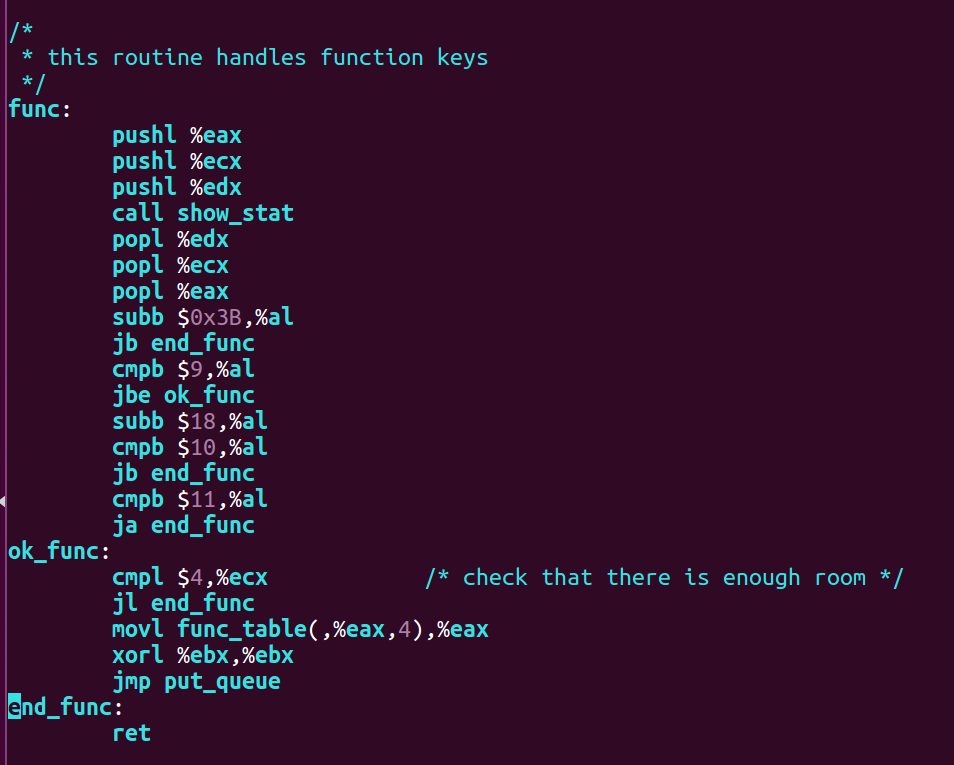 /*
 * this routine handles function keys
 */
func:
        pushl %eax
        pushl %ecx
        pushl %edx
        call show_stat
        popl %edx
        popl %ecx
        popl %eax
        subb $0x3B,%al
        jb end_func
        cmpb $9,%al
        jbe ok_func
        subb $18,%al
        cmpb $10,%al
        jb end_func
        cmpb $11,%al
        ja end_func
ok_func:
        cmpl $4,%ecx            /* check that there is enough room */
        jl end_func
        movl func_table(,%eax,4),%eax
        xorl %ebx,%ebx
        jmp put_queue
end_func:
        ret